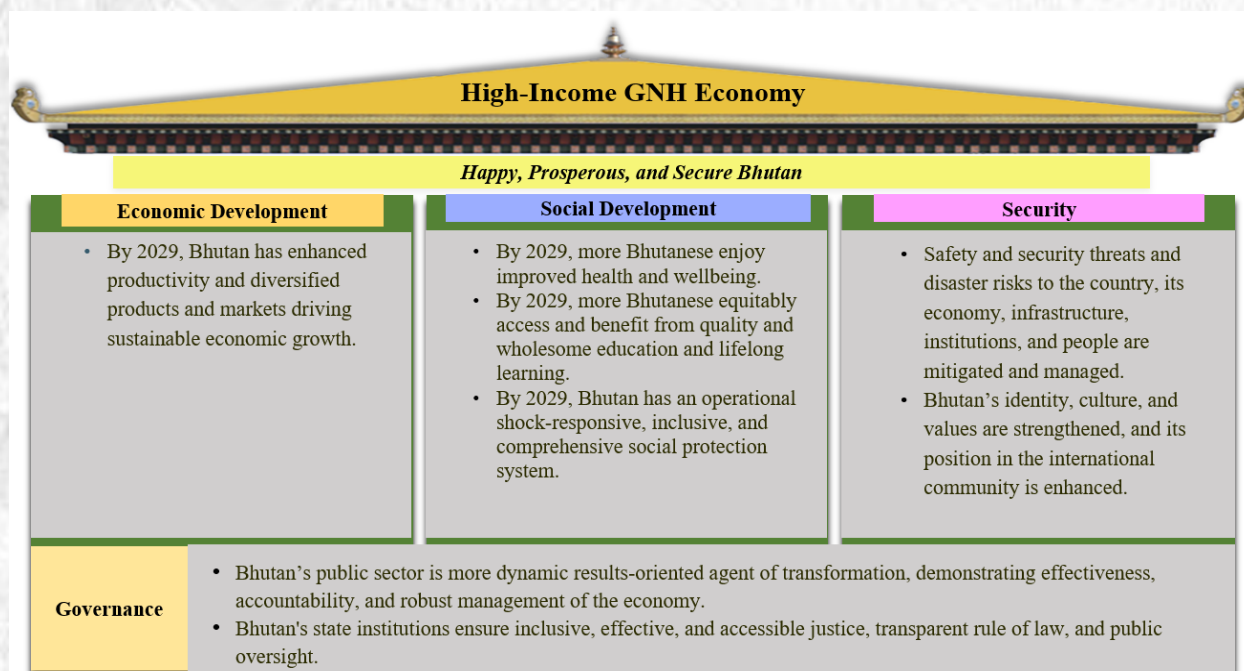 High-Income GNH Economy
Happy, Prosperous, and Secure Bhutan
Economic Development
• By 2029, Bhutan has enhanced
productivity and diversified
products and markets driving
sustainable economic growth.
Social Development
• By 2029, more Bhutanese enjoy
improved health and wellbeing.
• By 2029, more Bhutanese equitably
access and benefit from quality and
wholesome education and lifelong
learning.
• By 2029, Bhutan has an operational
shock-responsive, inclusive, and
comprehensive social protection
system.
Security
• Safety and security threats and
disaster risks to the country, its
economy, infrastructure,
institutions, and people are
mitigated and managed.
• Bhutan’s identity, culture, and
values are strengthened, and its
position in the international
community is enhanced.
Governance
• Bhutan’s public sector is more dynamic results-oriented agent of transformation, demonstrating effectiveness,
accountability, and robust management of the economy.
• Bhutan's state institutions ensure inclusive, effective, and accessible justice, transparent rule of law, and public
oversight.